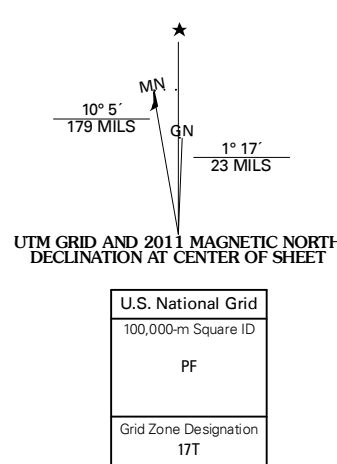 ★
MN
10° 5´
179 MILS
GN
1° 17´
23 MILS
UTM GRID AND 2011 MAGNETIC NORTH
DECLINATION AT CENTER OF SHEET
U.S. National Grid
100,000-m Square ID
PF
Grid Zone Designation
17T